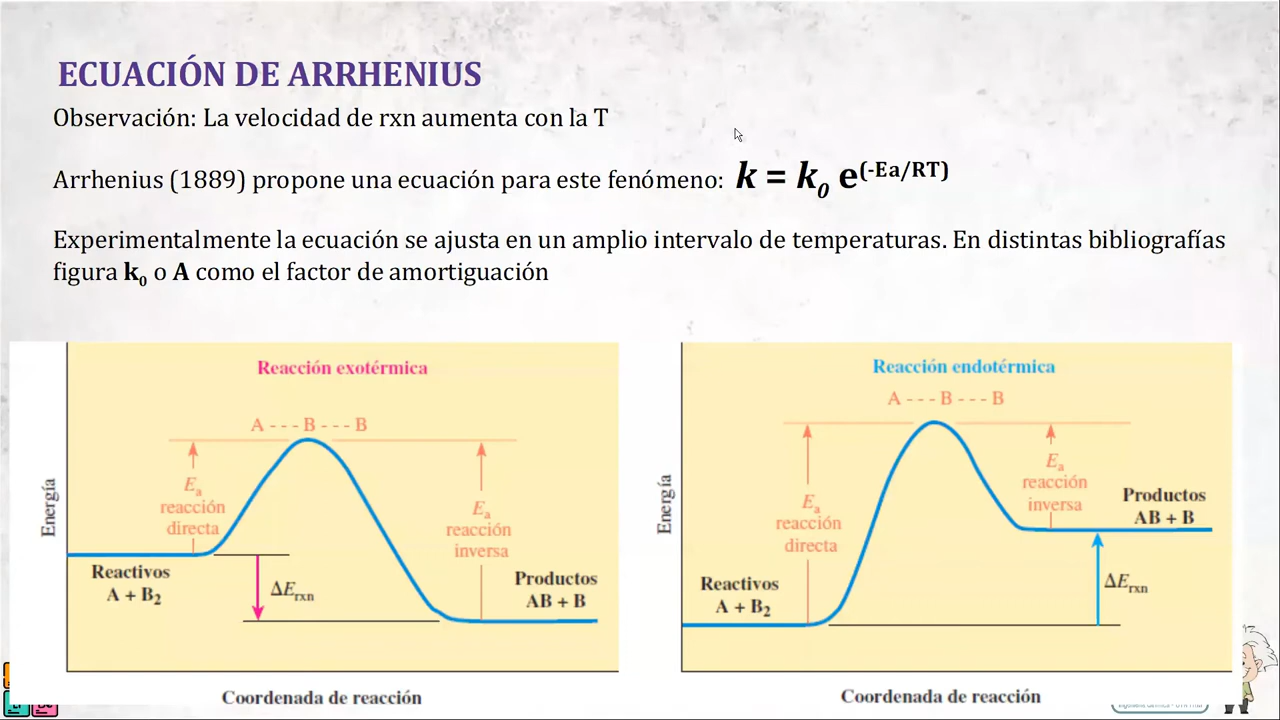 ECUACIÓN DE ARRHENIUS
Observación: La velocidad de rxn aumenta con la T
Arrhenius (1889) propone una ecuación para este fenómeno: k = k₀ e^(-Ea/RT)
Experimentalmente la ecuación se ajusta en un amplio intervalo de temperaturas. En distintas bibliografías
figura k₀ o A como el factor de amortiguación
Reacción exotérmica
A - - - B - - - B
Energía
Eₐ
reacción
directa
Eₐ
reacción
inversa
Reactivos
A + B₂
ΔErxn
Productos
AB + B
Coordenada de reacción
Reacción endotérmica
A - - - B - - - B
Energía
Eₐ
reacción
directa
Eₐ
reacción
inversa
Productos
AB + B
Reactivos
A + B₂
ΔErxn
Coordenada de reacción